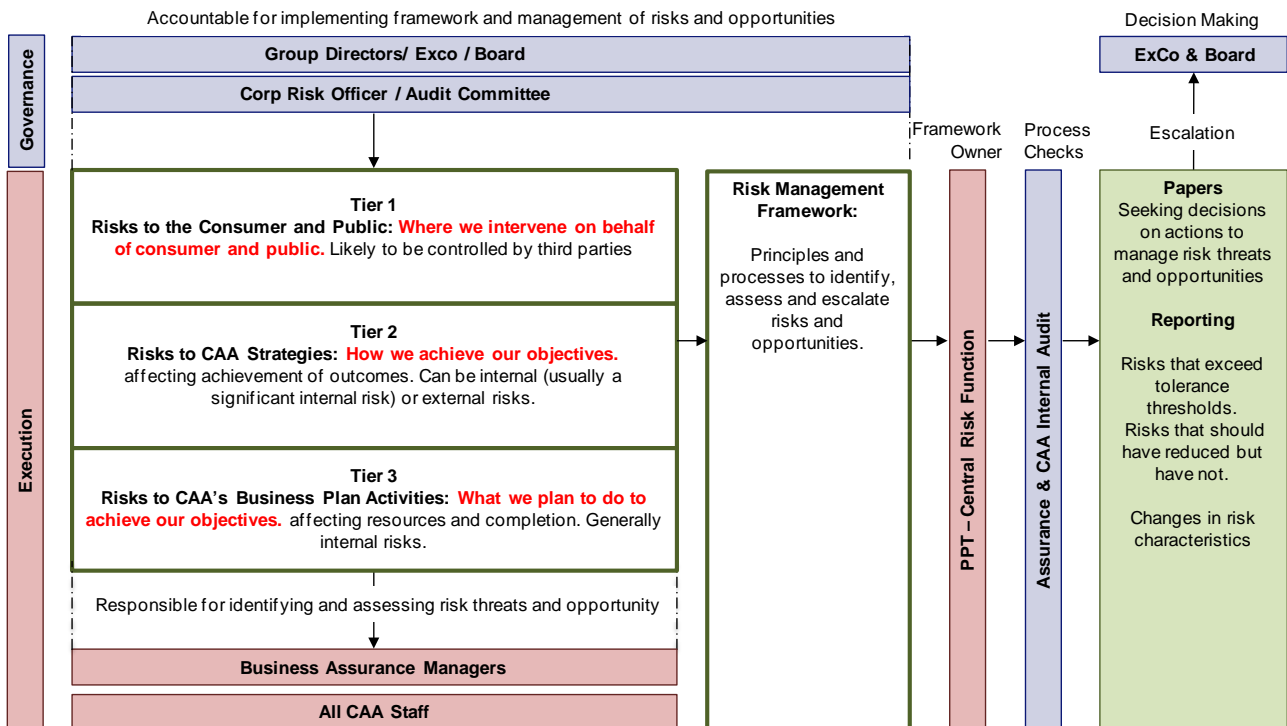 Accountable for implementing framework and management of risks and opportunities
Decision Making
Governance
Group Directors/ Exco / Board
ExCo & Board
Corp Risk Officer / Audit Committee
Framework
Owner
Process
Checks
Escalation
Execution
Tier 1
Risks to the Consumer and Public: Where we intervene on behalf
of consumer and public. Likely to be controlled by third parties
Tier 2
Risks to CAA Strategies: How we achieve our objectives.
affecting achievement of outcomes. Can be internal (usually a
significant internal risk) or external risks.
Tier 3
Risks to CAA's Business Plan Activities: What we plan to do to
achieve our objectives. affecting resources and completion. Generally
internal risks.
Responsible for identifying and assessing risk threats and opportunity
Business Assurance Managers
All CAA Staff
Risk Management
Framework:
Principles and
processes to identify,
assess and escalate
risks and
opportunities.
PPT – Central Risk Function
Assurance & CAA Internal Audit
Papers
Seeking decisions
on actions to
manage risk threats
and opportunities
Reporting
Risks that exceed
tolerance
thresholds.
Risks that should
have reduced but
have not.
Changes in risk
characteristics